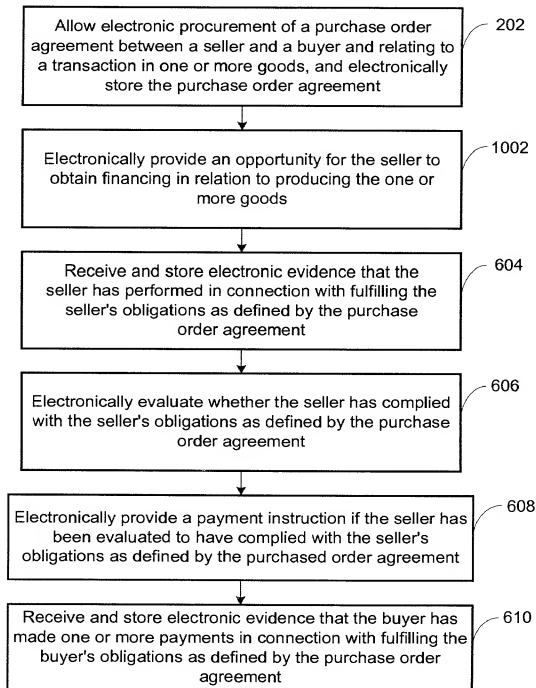 Allow electronic procurement of a purchase order
agreement between a seller and a buyer and relating to
a transaction in one or more goods, and electronically
store the purchase order agreement
202
Electronically provide an opportunity for the seller to
obtain financing in relation to producing the one or
more goods
1002
Receive and store electronic evidence that the
seller has performed in connection with fulfilling the
seller's obligations as defined by the purchase
order agreement
604
Electronically evaluate whether the seller has complied
with the seller's obligations as defined by the purchase
order agreement
606
Electronically provide a payment instruction if the seller has
been evaluated to have complied with the seller's
obligations as defined by the purchased order agreement
608
Receive and store electronic evidence that the buyer has
made one or more payments in connection with fulfilling the
buyer's obligations as defined by the purchase order
agreement
610